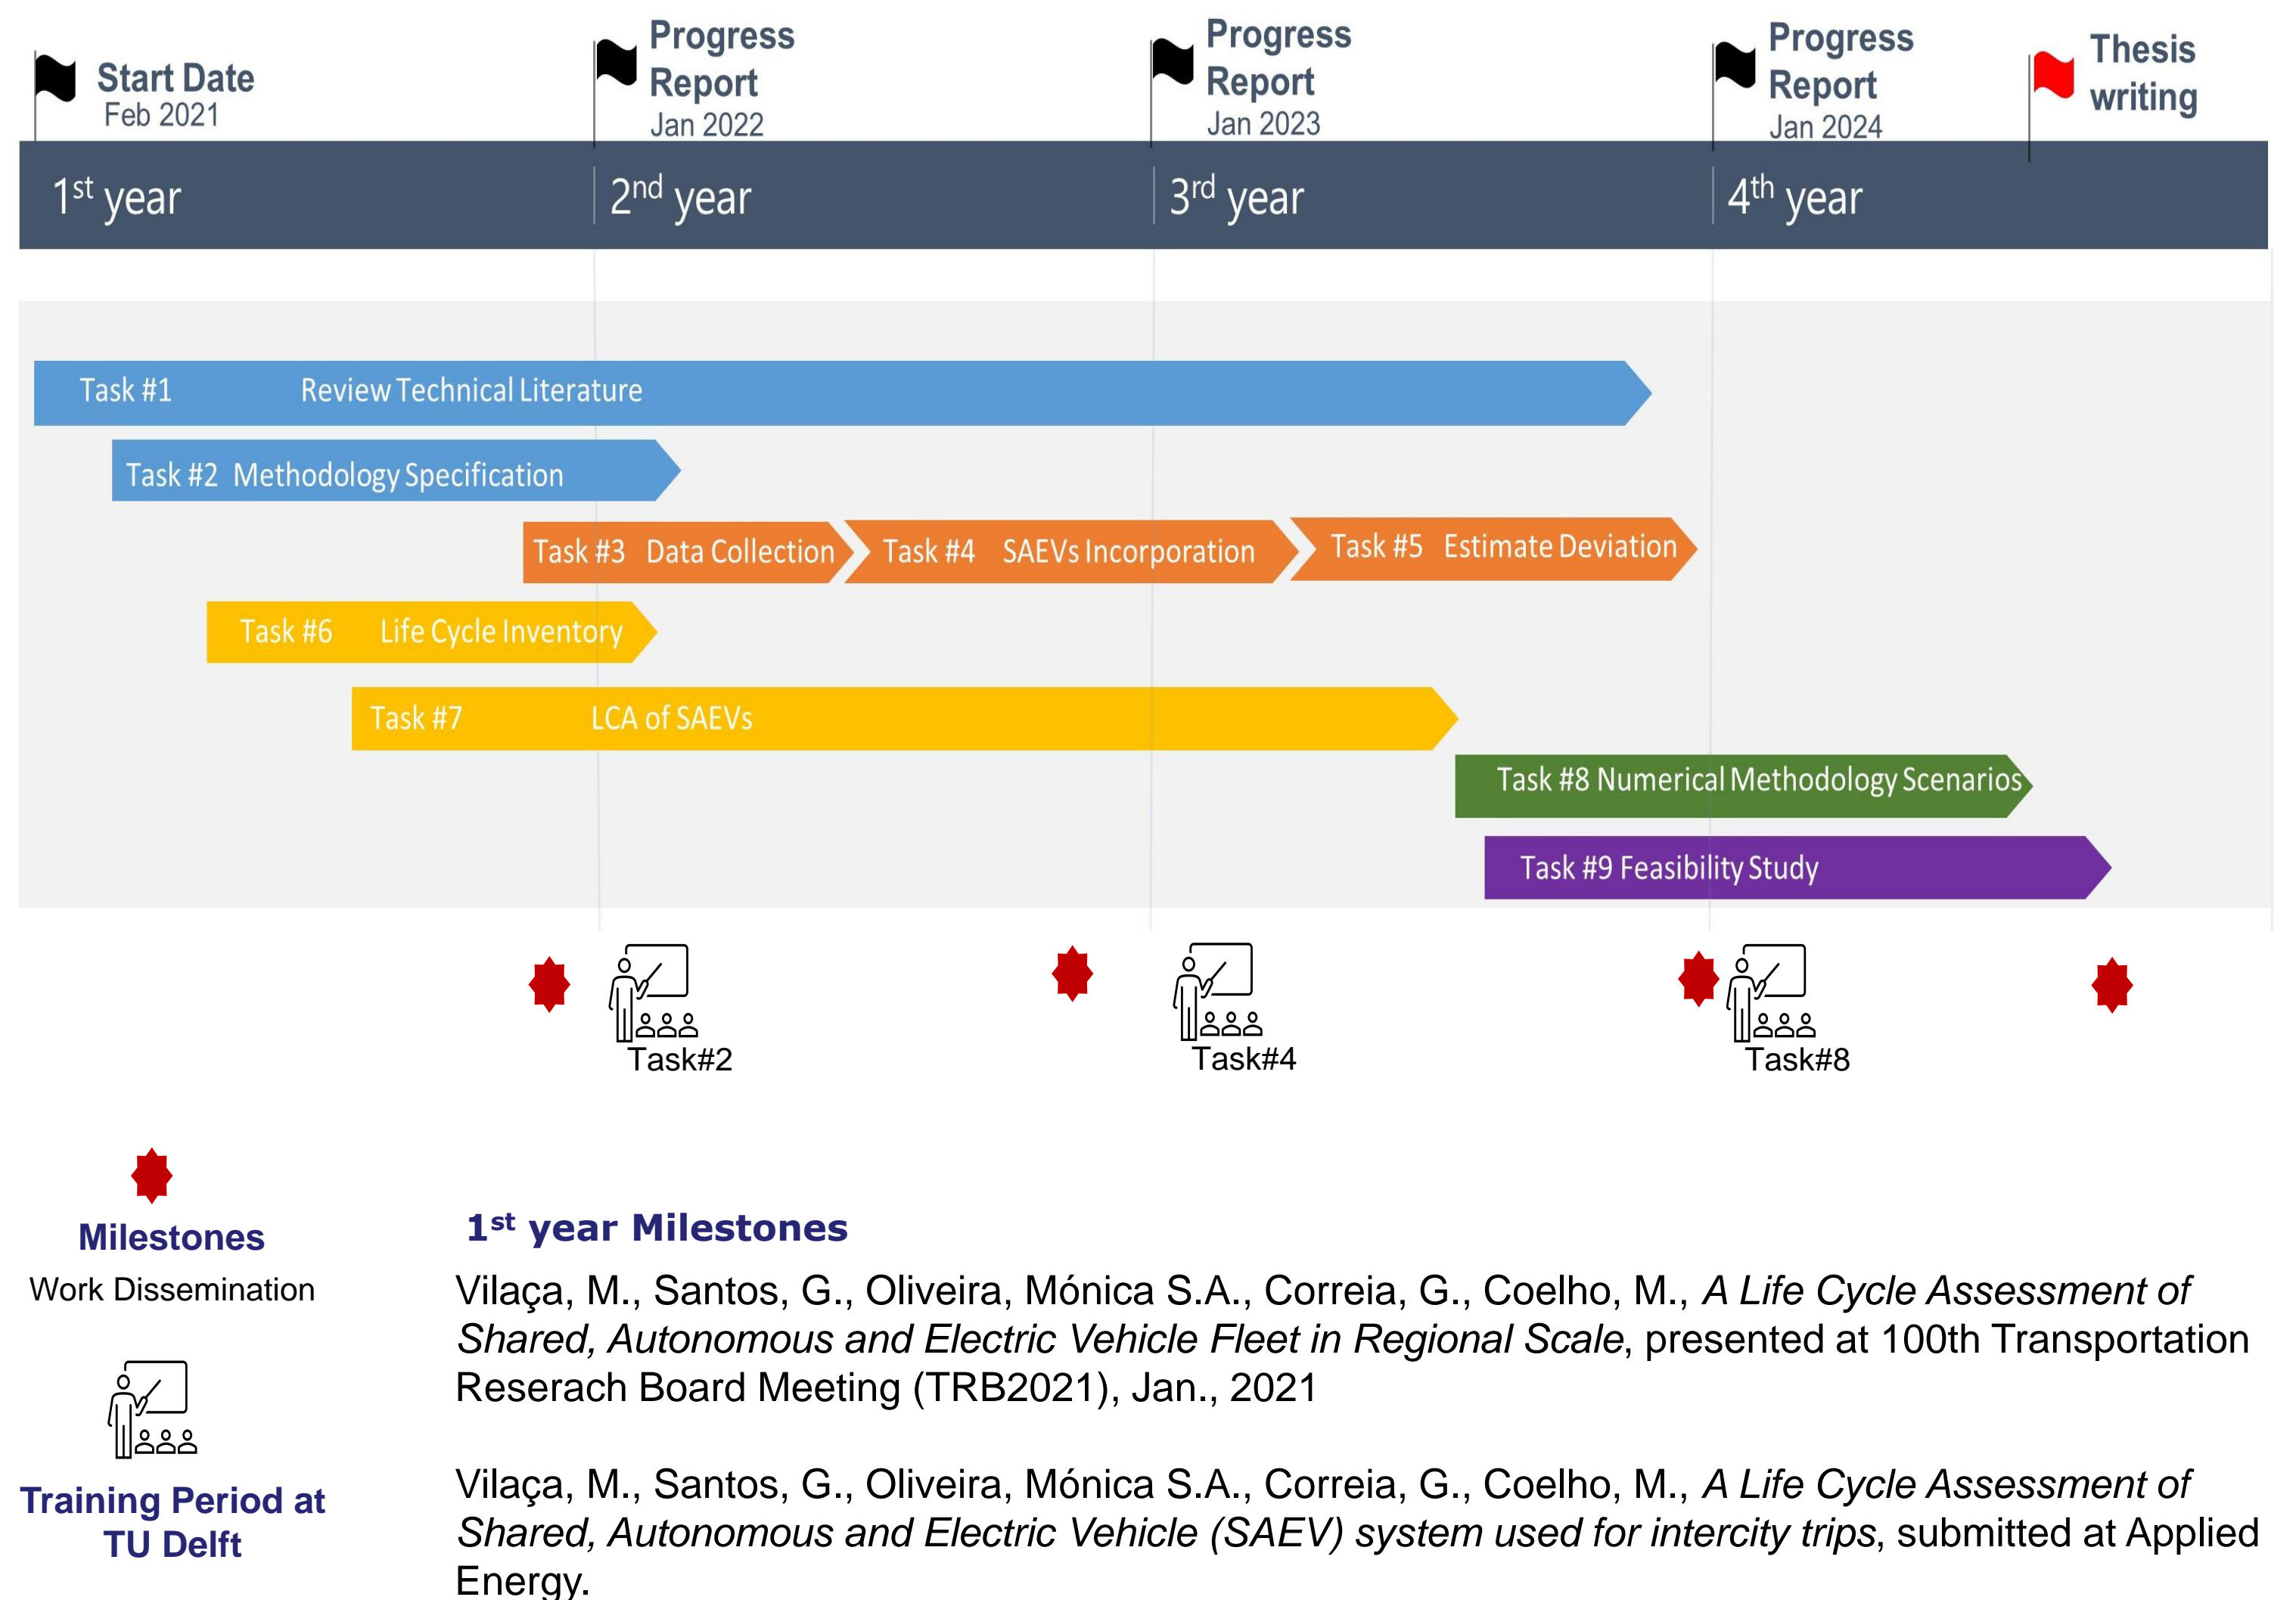 Start Date
Feb 2021
Progress
Report
Jan 2022
Progress
Report
Jan 2023
Progress
Report
Jan 2024
Thesis
writing
1st year
2nd year
3rd year
4th year
Task #1 Review Technical Literature
Task #2 Methodology Specification
Task #3 Data Collection
Task #4 SAEVs Incorporation
Task #5 Estimate Deviation
Task #6 Life Cycle Inventory
Task #7 LCA of SAEVs
Task #8 Numerical Methodology Scenarios
Task #9 Feasibility Study
Task#2
Task#4
Task#8
Milestones
Work Dissemination
Training Period at
TU Delft
1st year Milestones
Vilaça, M., Santos, G., Oliveira, Mónica S.A., Correia, G., Coelho, M., A Life Cycle Assessment of
Shared, Autonomous and Electric Vehicle Fleet in Regional Scale, presented at 100th Transportation
Reserach Board Meeting (TRB2021), Jan., 2021
Vilaça, M., Santos, G., Oliveira, Mónica S.A., Correia, G., Coelho, M., A Life Cycle Assessment of
Shared, Autonomous and Electric Vehicle (SAEV) system used for intercity trips, submitted at Applied
Energy.